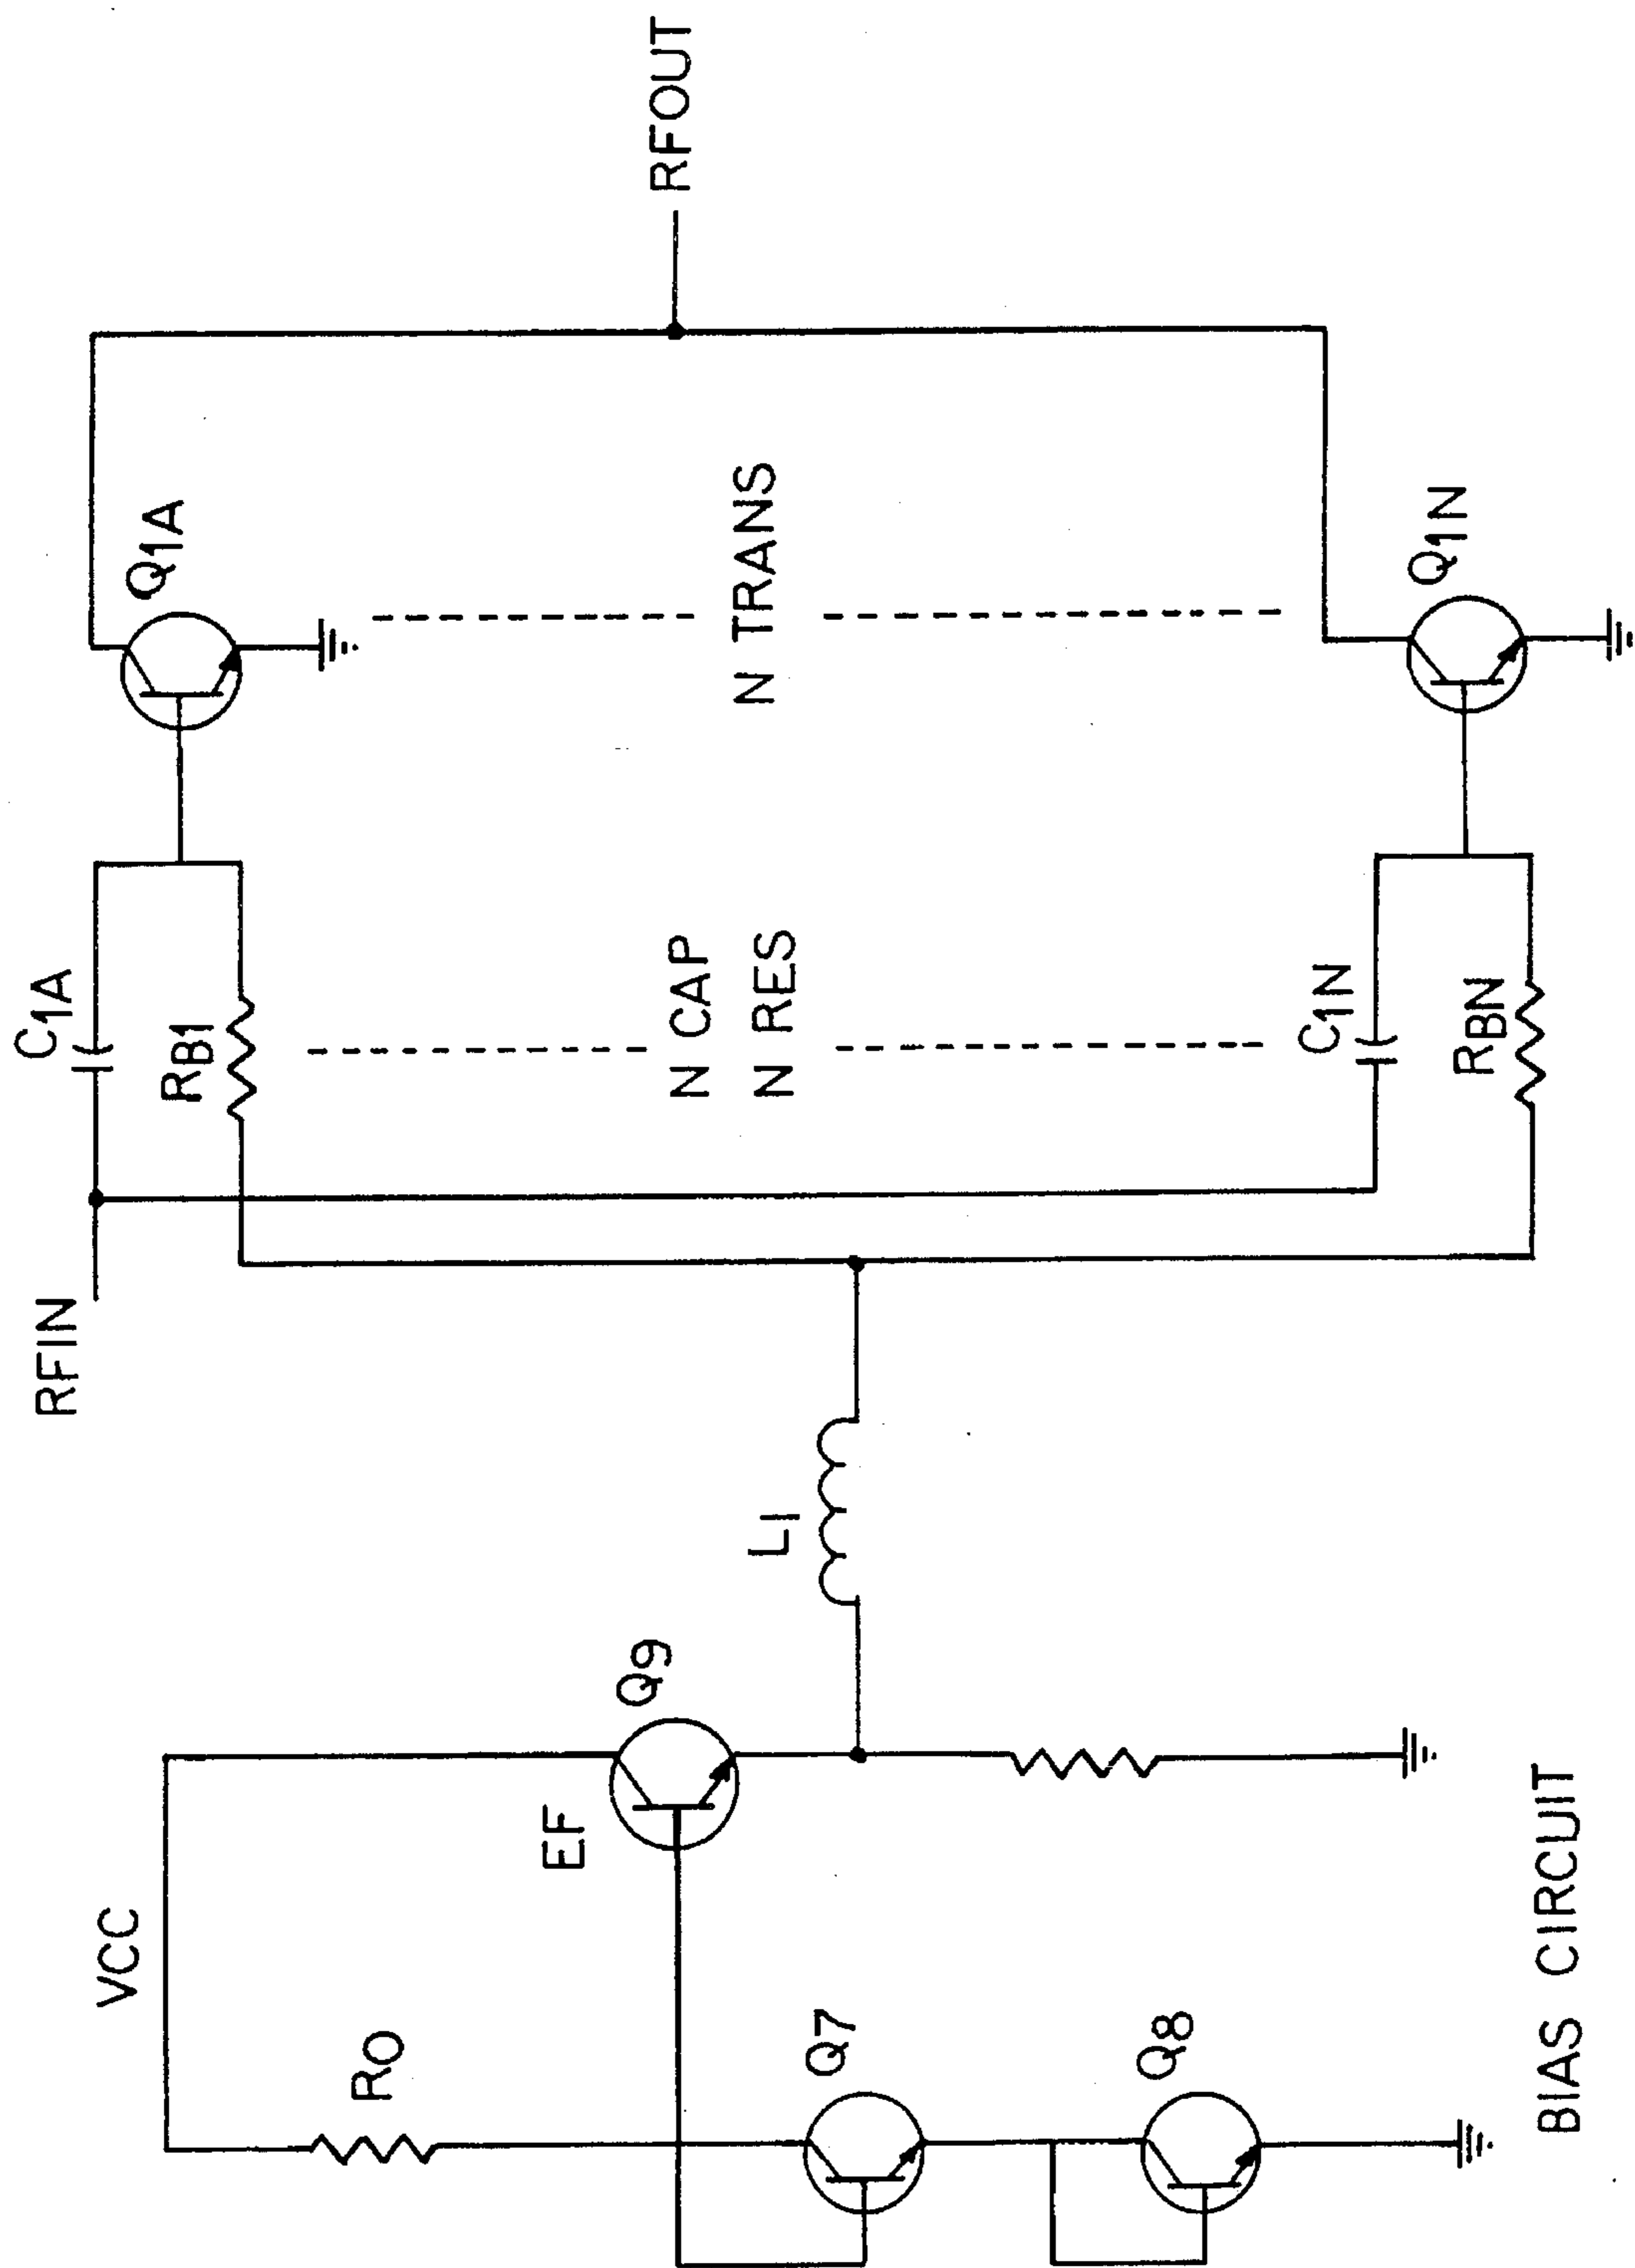 RFIN
C1A
RB1
Q1A
RFOUT
N CAP
N RES
N TRANS
C1N
RBN
Q1N
VCC
RO
EF
Q9
L1
Q7
Q8
BIAS CIRCUIT